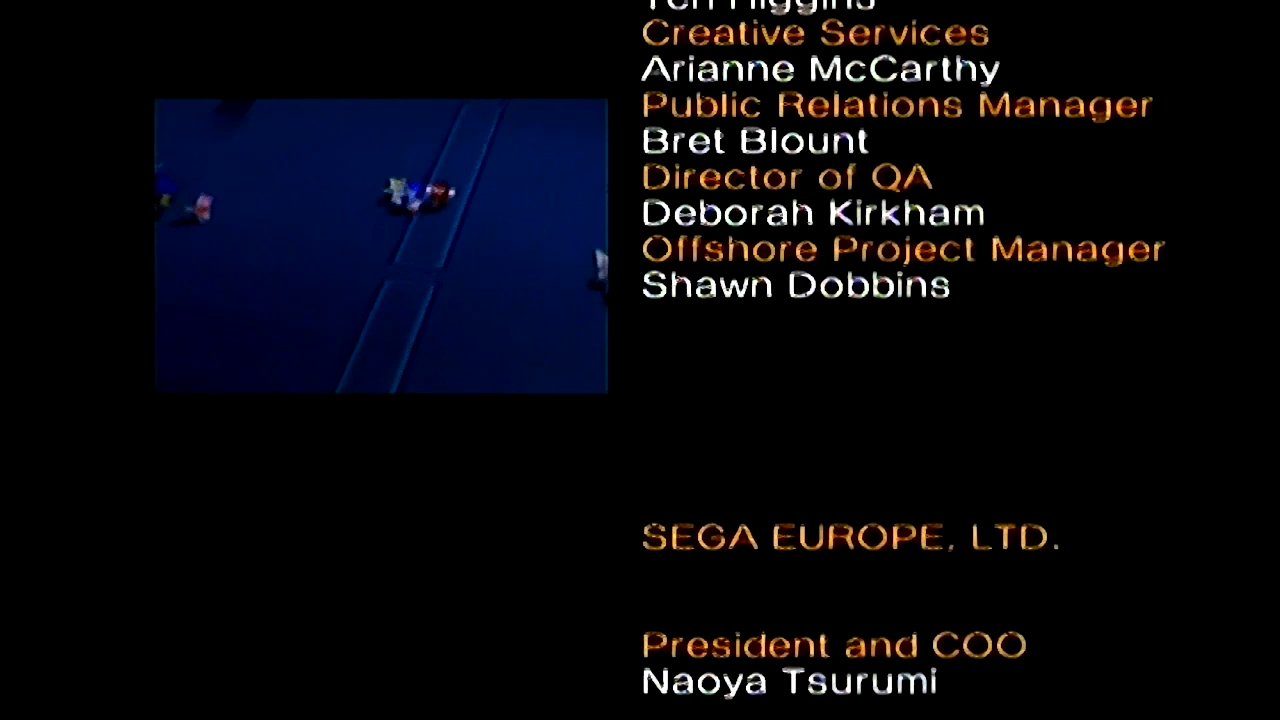 Higgins
Creative Services
Arianne McCarthy
Public Relations Manager
Bret Blount
Director of QA
Deborah Kirkham
Offshore Project Manager
Shawn Dobbins
SEGA EUROPE, LTD.
President and COO
Naoya Tsurumi